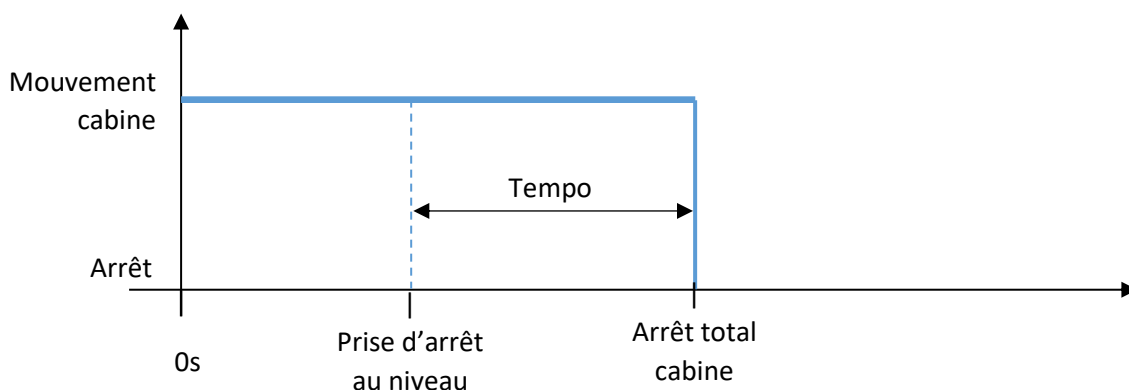 Mouvement
cabine
Tempo
Arrêt
0s
Prise d’arrêt
au niveau
Arrêt total
cabine